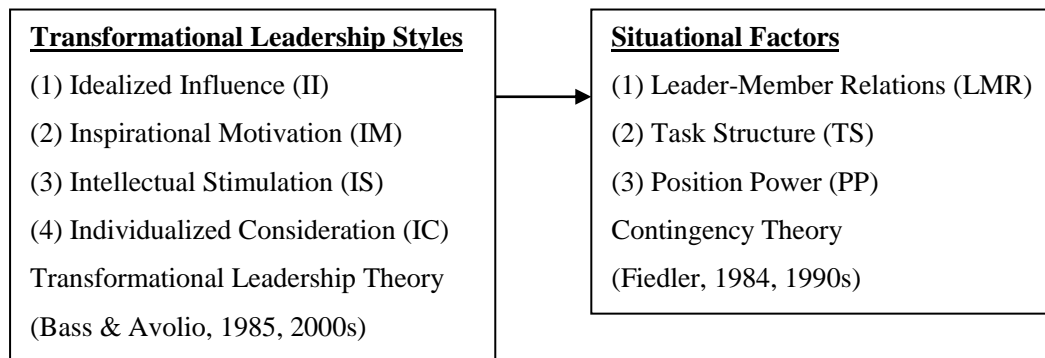 Transformational Leadership Styles
(1) Idealized Influence (II)
(2) Inspirational Motivation (IM)
(3) Intellectual Stimulation (IS)
(4) Individualized Consideration (IC)
Transformational Leadership Theory
(Bass & Avolio, 1985, 2000s)
Situational Factors
(1) Leader-Member Relations (LMR)
(2) Task Structure (TS)
(3) Position Power (PP)
Contingency Theory
(Fiedler, 1984, 1990s)